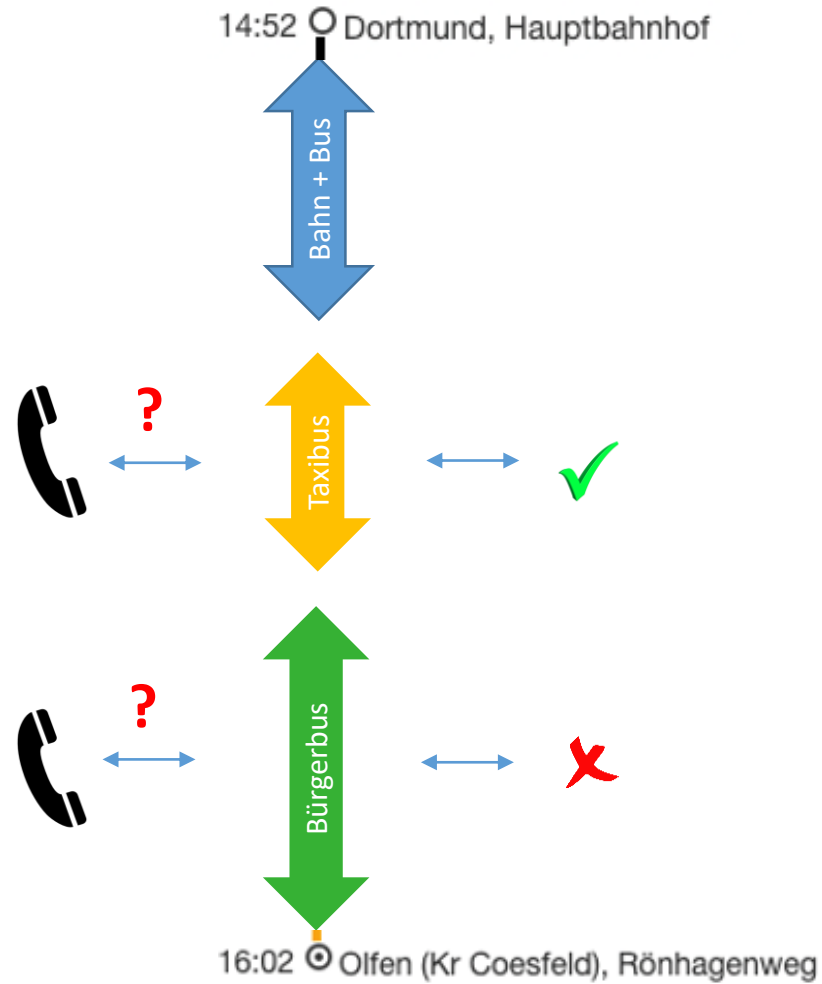 14:52 Dortmund, Hauptbahnhof
Bahn + Bus
?
Taxibus
?
Bürgerbus
16:02 Olfen (Kr Coesfeld), Rönhagenweg